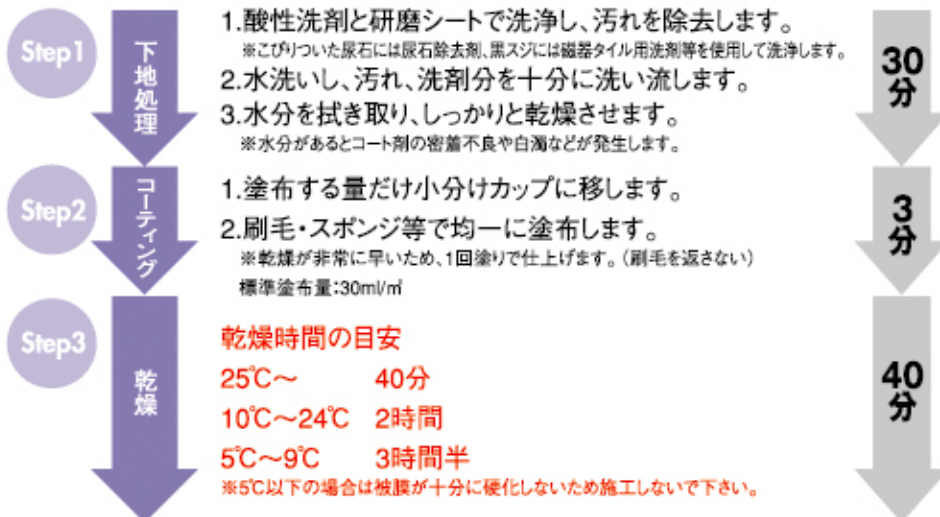 Step1
下地処理
1.酸性洗剤と研磨シートで洗浄し、汚れを除去します。
※こびりついた尿石には尿石除去剤、黒スジには磁器タイル用洗剤等を使用して洗浄します。
2.水洗いし、汚れ、洗剤分を十分に洗い流します。
3.水分を拭き取り、しっかりと乾燥させます。
※水分があるとコート剤の密着不良や白濁などが発生します。
30分
Step2
コーティング
1.塗布する量だけ小分けカップに移します。
2.刷毛・スポンジ等で均一に塗布します。
※乾燥が非常に早いため、1回塗りで仕上げます。(刷毛を返さない)
標準塗布量:30ml/㎡
3分
Step3
乾燥
乾燥時間の目安
25℃～ 40分
10℃～24℃ 2時間
5℃～9℃ 3時間半
※5℃以下の場合は被膜が十分に硬化しないため施工しないで下さい。
40分